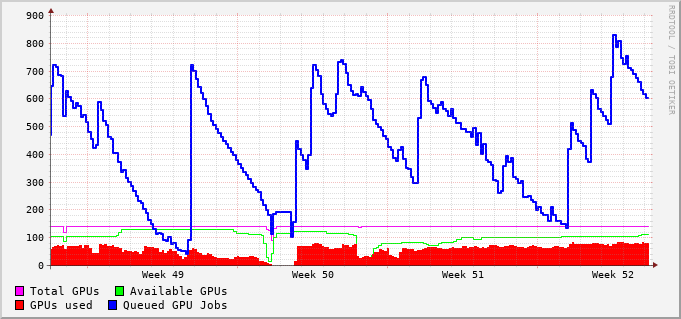 900
800
700
600
500
400
300
200
100
0
Week 49 Week 50 Week 51 Week 52
RRDTOOL / TOBI OETIKER
Total GPUs Available GPUs
GPUs used Queued GPU Jobs